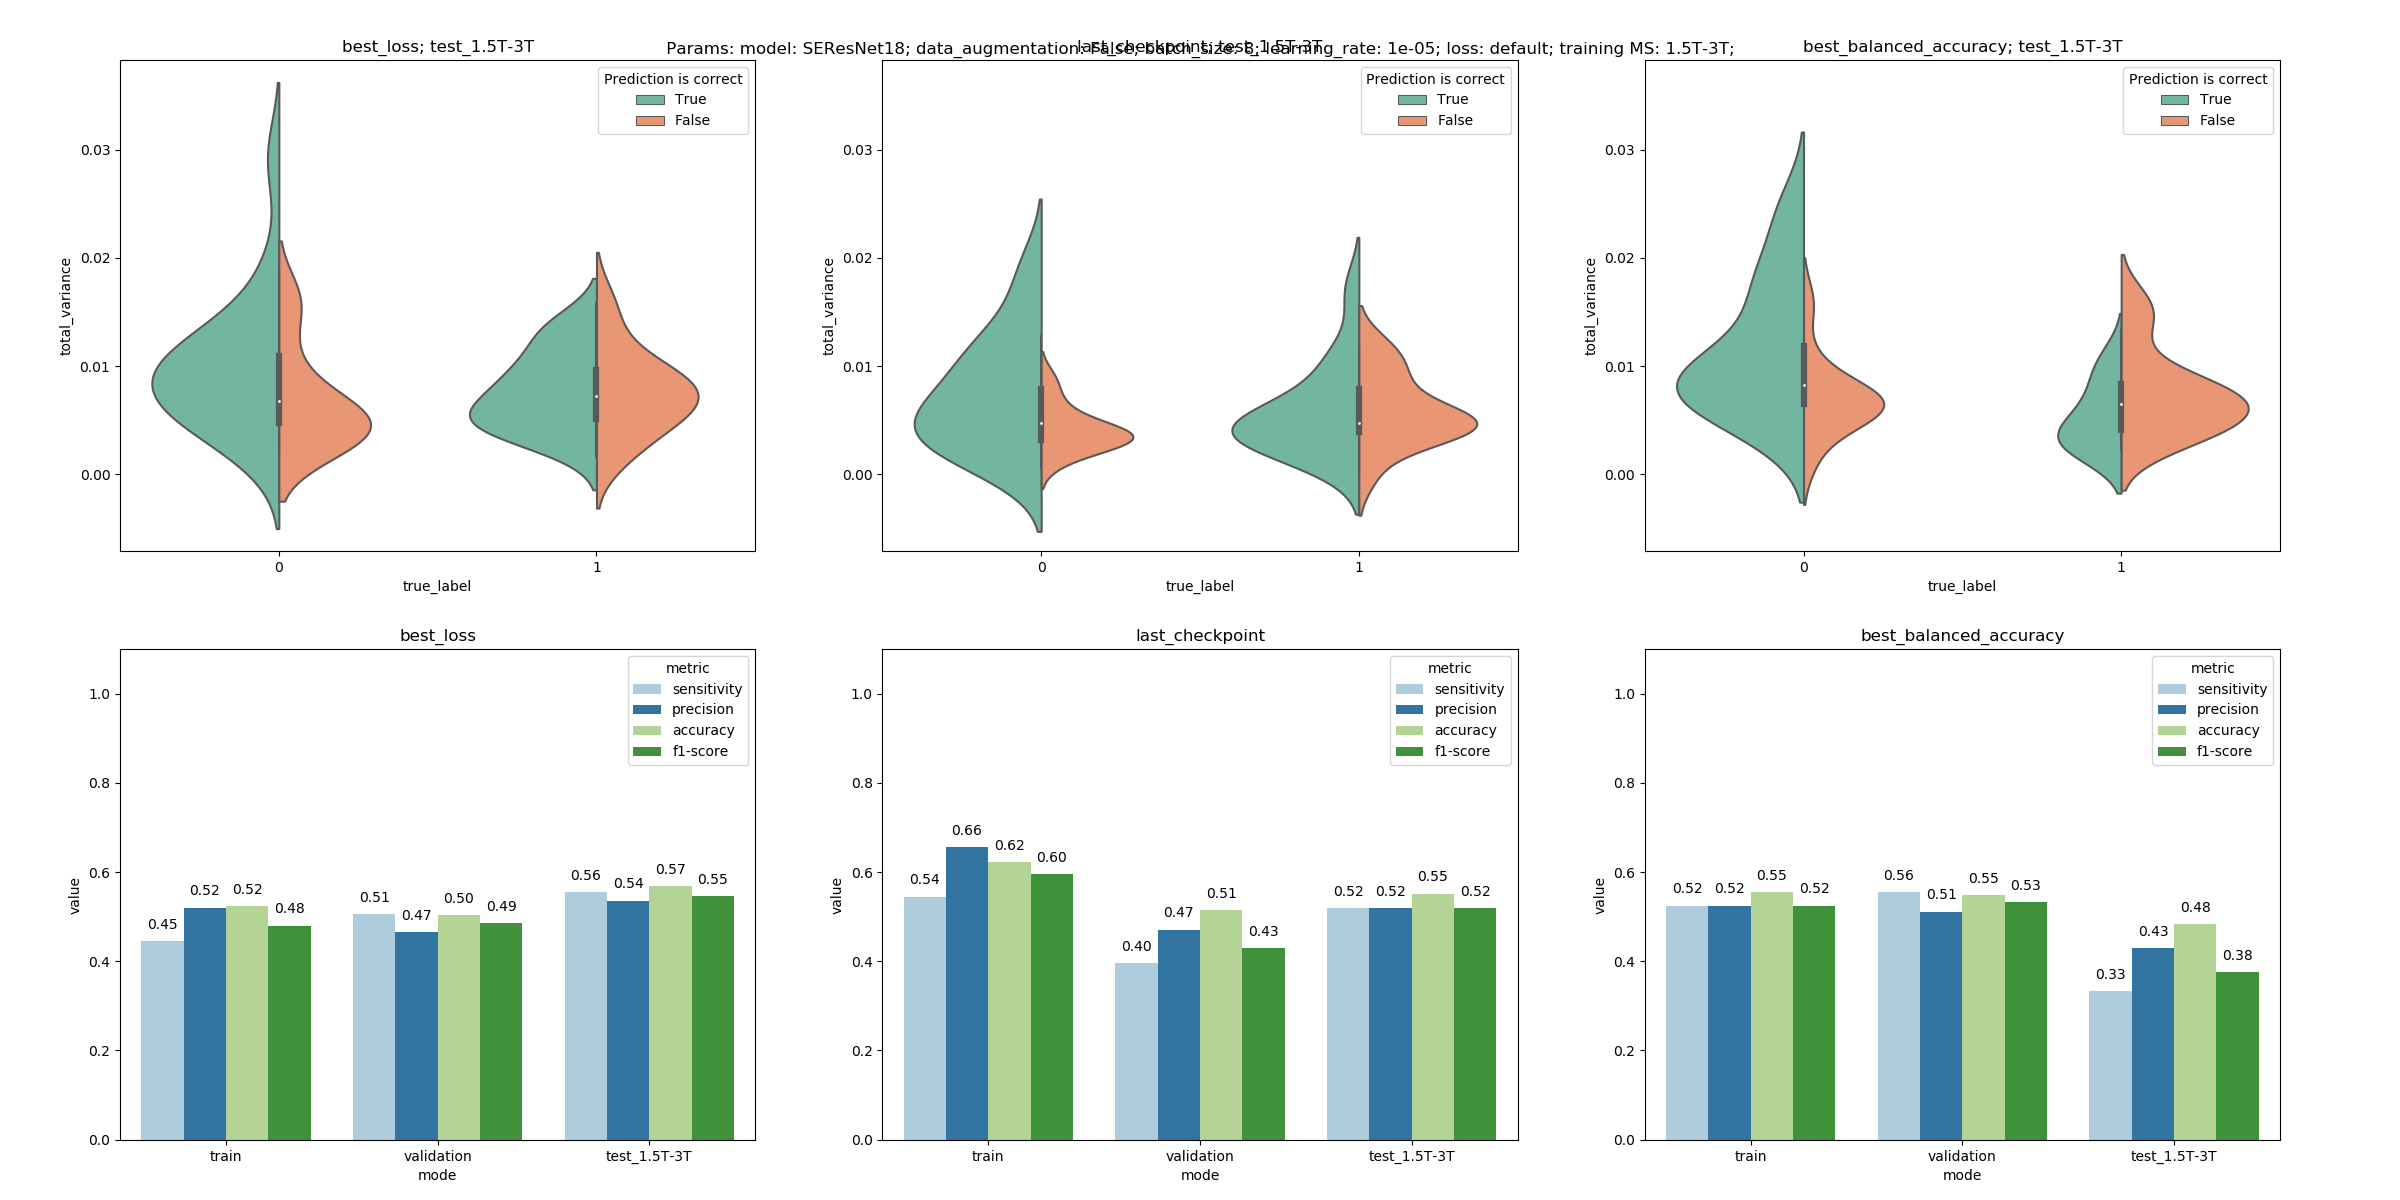 best_loss; test_1.5T-3T
Params: model: SEResNet18; data_augmentation: False; batch_size: 8; learning_rate: 1e-05; loss: default; training MS: 1.5T-3T;
last_checkpoint; test_1.5T-3T
best_balanced_accuracy; test_1.5T-3T
Prediction is correct
True
False
0.03
0.02
0.01
0.00
total_variance
0 1
true_label
Prediction is correct
True
False
0.03
0.02
0.01
0.00
total_variance
0 1
true_label
Prediction is correct
True
False
0.03
0.02
0.01
0.00
total_variance
0 1
true_label
best_loss
metric
sensitivity
precision
accuracy
f1-score
1.0
0.8
0.6
0.4
0.2
0.0
value
0.45 0.52 0.52 0.48
0.51 0.47 0.50 0.49
0.56 0.54 0.57 0.55
train validation test_1.5T-3T
mode
last_checkpoint
metric
sensitivity
precision
accuracy
f1-score
1.0
0.8
0.6
0.4
0.2
0.0
value
0.54 0.66 0.62 0.60
0.40 0.47 0.51 0.43
0.52 0.52 0.55 0.52
train validation test_1.5T-3T
mode
best_balanced_accuracy
metric
sensitivity
precision
accuracy
f1-score
1.0
0.8
0.6
0.4
0.2
0.0
value
0.52 0.52 0.55 0.52
0.56 0.51 0.55 0.53
0.33 0.43 0.48 0.38
train validation test_1.5T-3T
mode